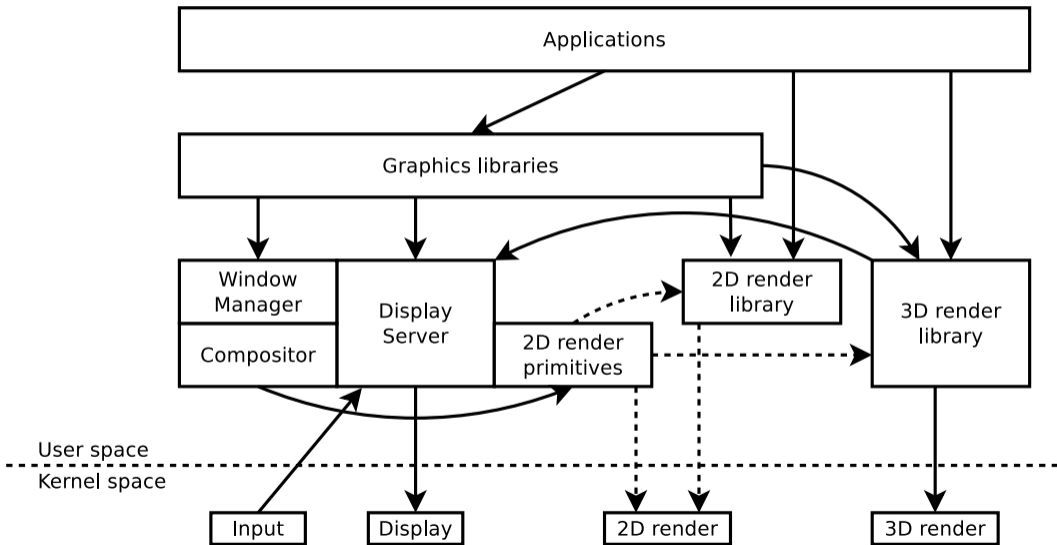 Applications
Graphics libraries
Window
Manager
Compositor
Display
Server
2D render
primitives
2D render
library
3D render
library
User space
Kernel space
Input
Display
2D render
3D render